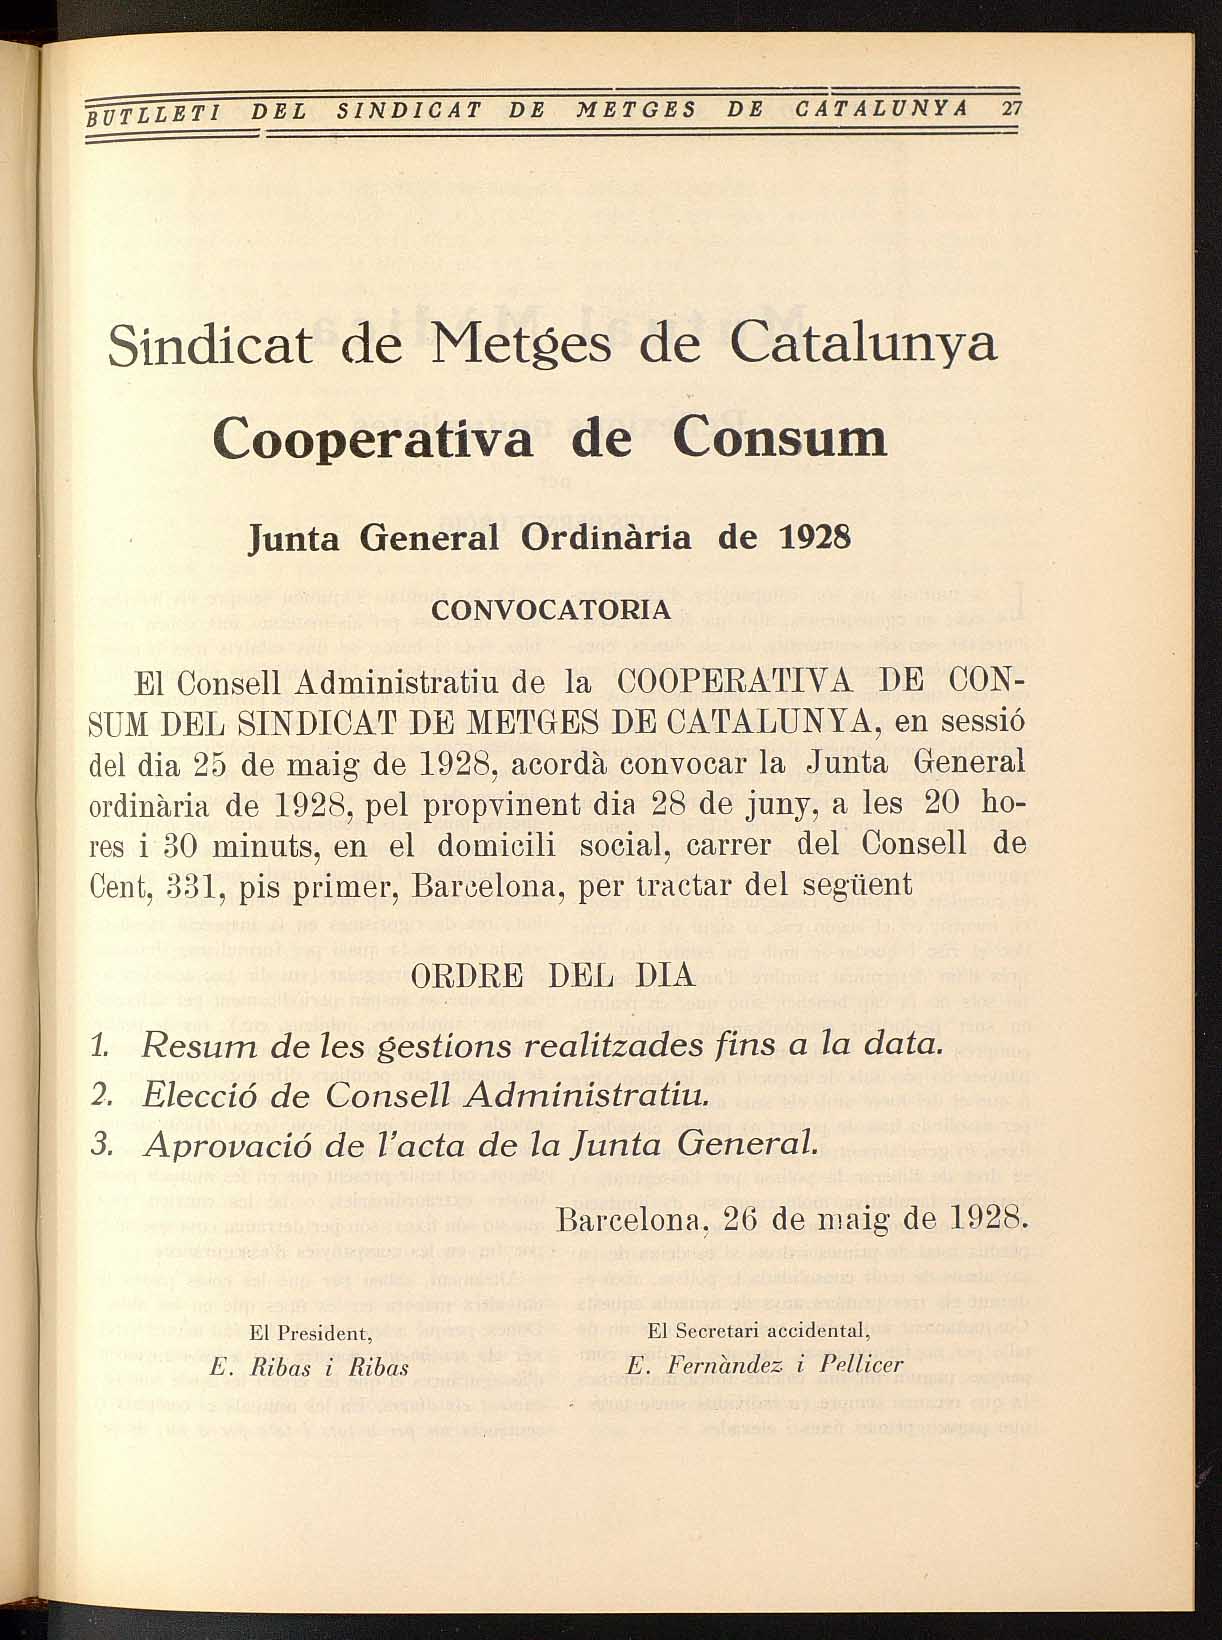 BUTLLETI DEL SINDICAT DE METGES DE CATALUNYA 27
Sindicat de Metges de Catalunya
Cooperativa de Consum
Junta General Ordinària de 1928
CONVOCATORIA
El Consell Administratiu de la COOPERATIVA DE CON-
SUM DEL SINDICAT DE METGES DE CATALUNYA, en sessió
del dia 25 de maig de 1928, acordà convocar la Junta General
ordinària de 1928, pel propvinent dia 28 de juny, a les 20 ho-
res i 30 minuts, en el domicili social, carrer del Consell de
Cent, 331, pis primer, Barcelona, per tractar del següent
ORDRE DEL DIA
1. Resum de les gestions realitzades fins a la data.
2. Elecció de Consell Administratiu.
3. Aprovació de l'acta de la Junta General.
Barcelona, 26 de maig de 1928.
El President,
E. Ribas i Ribas
El Secretari accidental,
E. Fernàndez i Pellicer